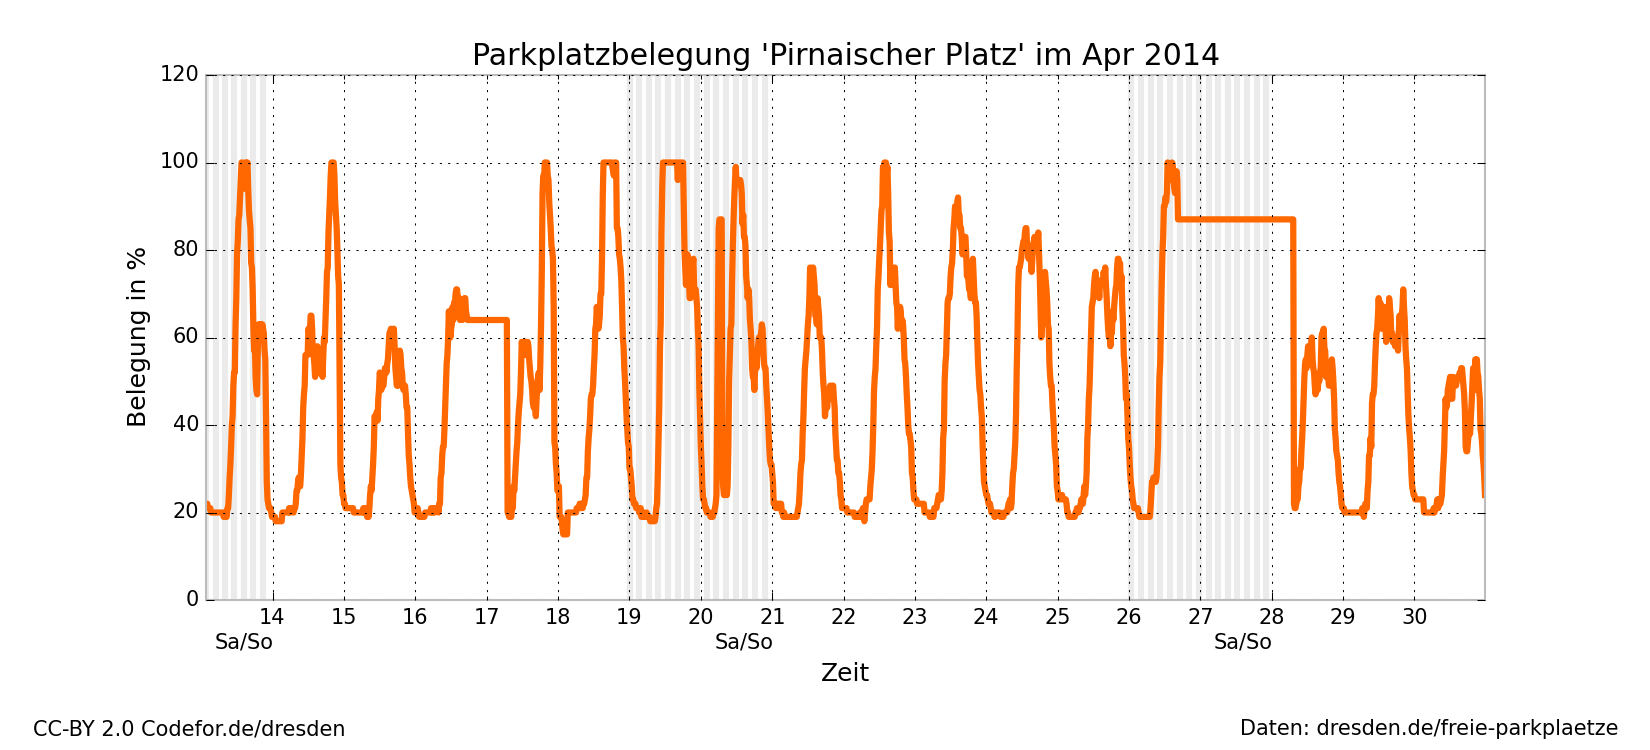 Parkplatzbelegung 'Pirnaischer Platz' im Apr 2014
120
100
80
60
40
20
0
Belegung in %
14 15 16 17 18 19 20 21 22 23 24 25 26 27 28 29 30
Sa/So Sa/So Sa/So
Zeit
CC-BY 2.0 Codefor.de/dresden
Daten: dresden.de/freie-parkplaetze